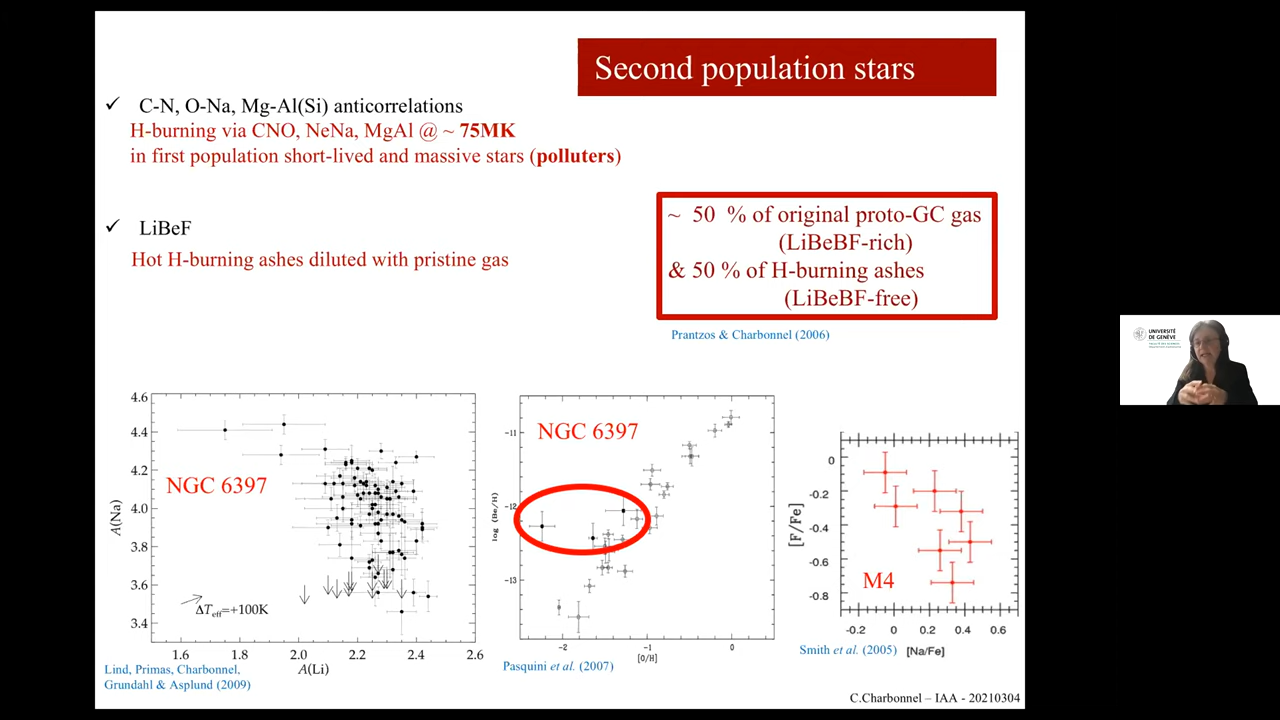 Second population stars
✓ C-N, O-Na, Mg-Al(Si) anticorrelations
H-burning via CNO, NeNa, MgAl @ ~ 75MK
in first population short-lived and massive stars (polluters)
✓ LiBeF
Hot H-burning ashes diluted with pristine gas
~ 50 % of original proto-GC gas
(LiBeBF-rich)
& 50 % of H-burning ashes
(LiBeBF-free)
Prantzos & Charbonnel (2006)
UNIVERSITÉ
DE GENÈVE
4.6
4.4
4.2
4.0
3.8
3.6
3.4
A(Na)
NGC 6397
ΔTeff=+100K
1.6 1.8 2.0 2.2 2.4 2.6
A(Li)
Lind, Primas, Charbonnel,
Grundahl & Asplund (2009)
-11
-12
-13
log (Be/H)
NGC 6397
-2 -1 0
[O/H]
Pasquini et al. (2007)
0
-0.2
-0.4
-0.6
-0.8
[F/Fe]
M4
-0.2 0 0.2 0.4 0.6
Smith et al. (2005) [Na/Fe]
C.Charbonnel – IAA - 20210304